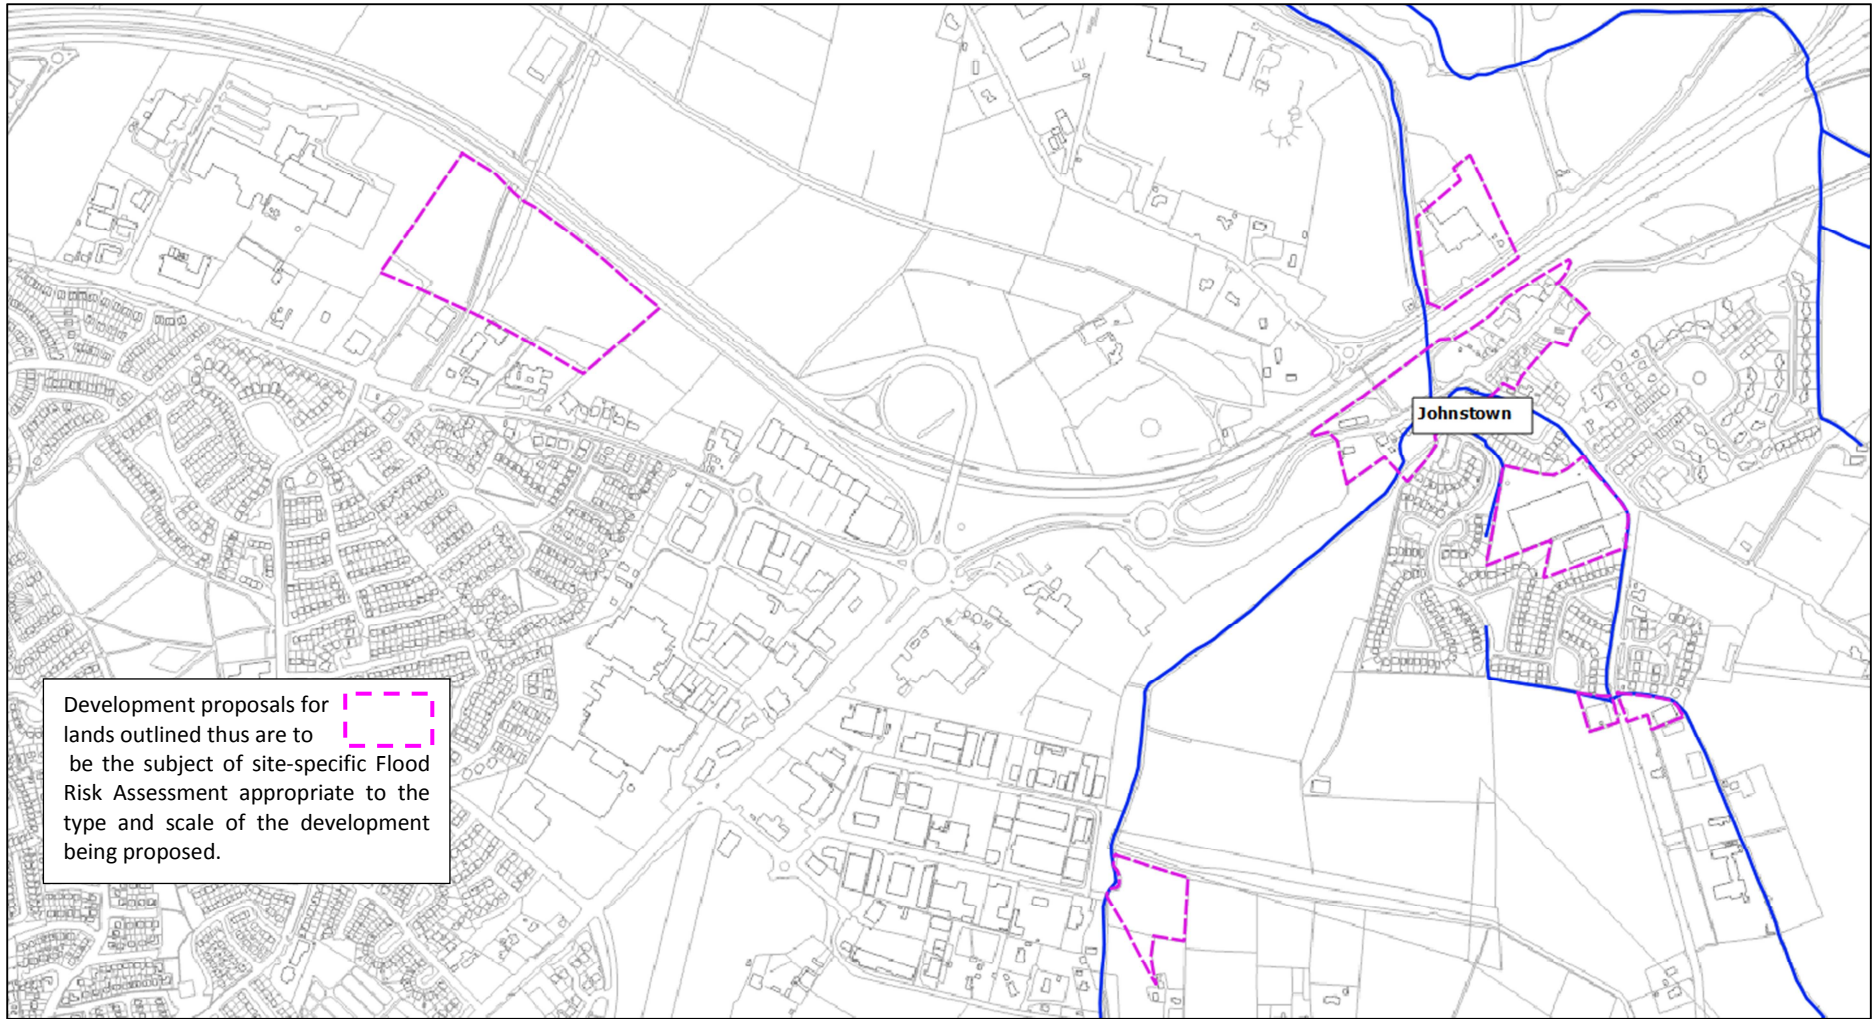 Johnstown
Development proposals for
lands outlined thus are to
be the subject of site-specific Flood
Risk Assessment appropriate to the
type and scale of the development
being proposed.